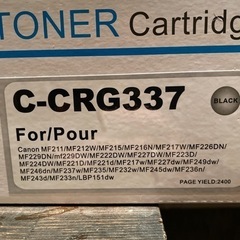 TONER Cartridg
BLACK
C-CRG337
For/Pour
Canon MF211/MF212W/MF215/MF216N/MF217W/MF226DN/
MF229DN/mf229DW/MF222DW/MF227DW/MF223D/
MF224DW/MF221D/MF217w/MF227dw/MF249dw/
MF246dn/MF237w/MF235/MF232w/MF245dw/MF236n/
MF243d/MF233n/LBP151dw
PAGE YIELD:2400